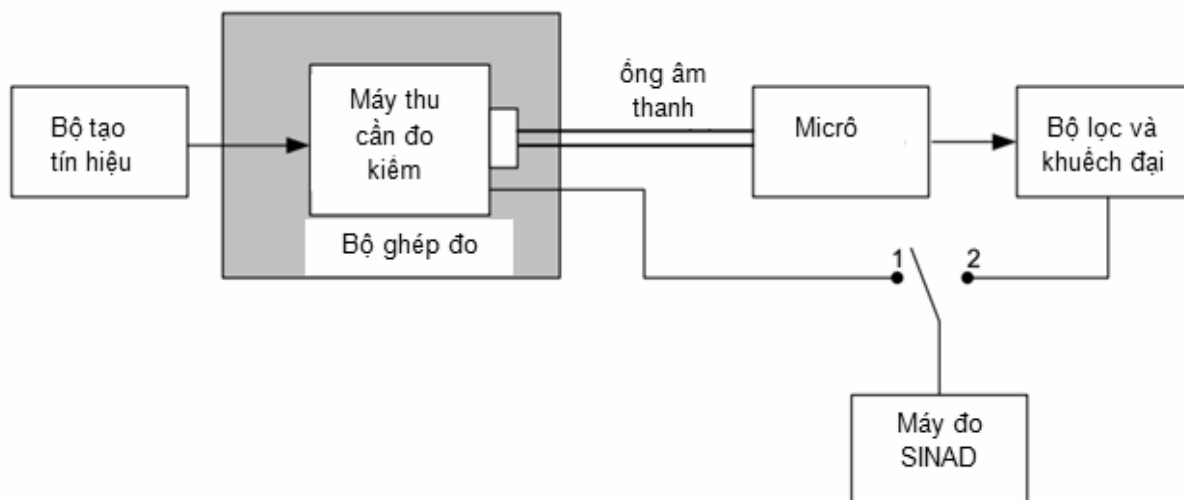 Bộ tạo
tín hiệu
Máy thu
cần đo
kiểm
Bộ ghép đo
ống âm
thanh
Micrô
Bộ lọc và
khuếch đại
1
2
Máy đo
SINAD